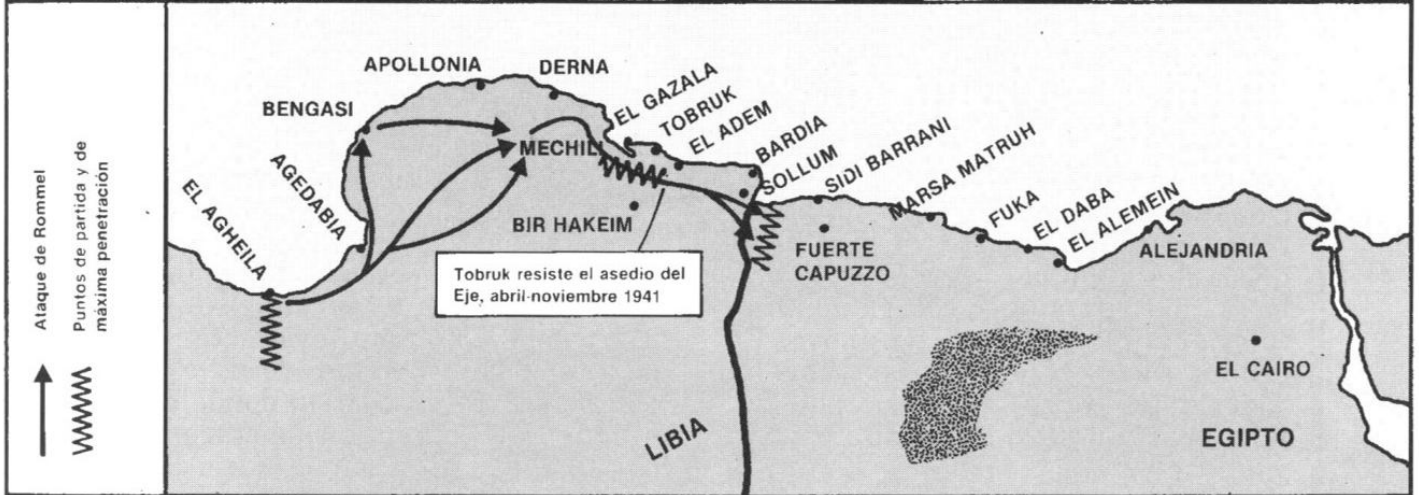 Ataque de Rommel
Puntos de partida y de
máxima penetración
APOLLONIA
DERNA
BENGASI
EL GAZALA
TOBRUK
EL ADEM
AGEDABIA
MECHILI
BARDIA
SOLLUM
SIDI BARRANI
EL AGHEILA
BIR HAKEIM
MARSA MATRUH
FUKA
EL DABA
EL ALEMEIN
ALEJANDRIA
FUERTE
CAPUZZO
Tobruk resiste el asedio del
Eje, abril-noviembre 1941
EL CAIRO
LIBIA
EGIPTO